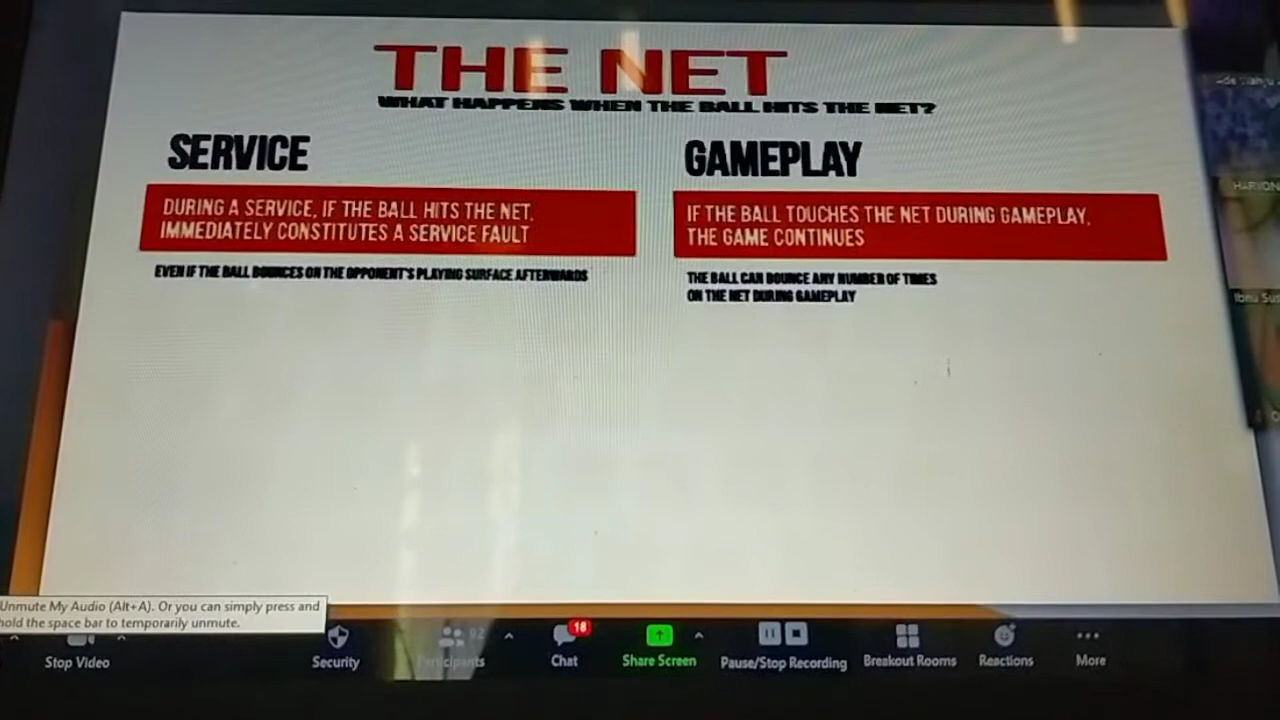 THE NET
WHAT HAPPENS WHEN THE BALL HITS THE NET?
SERVICE
DURING A SERVICE, IF THE BALL HITS THE NET,
IMMEDIATELY CONSTITUTES A SERVICE FAULT
EVEN IF THE BALL BOUNCES ON THE OPPONENT'S PLAYING SURFACE AFTERWARDS
GAMEPLAY
IF THE BALL TOUCHES THE NET DURING GAMEPLAY,
THE GAME CONTINUES
THE BALL CAN BOUNCE ANY NUMBER OF TIMES
ON THE NET DURING GAMEPLAY
Unmute My Audio (Alt+A). Or you can simply press and
hold the space bar to temporarily unmute.
Stop Video
Security
Participants
92
Chat
18
Share Screen
Pause/Stop Recording
Breakout Rooms
Reactions
More